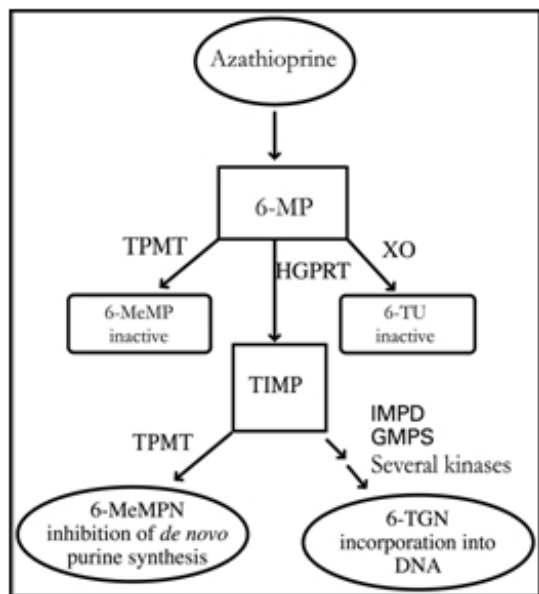 Azathioprine
6-MP
TPMT
HGPRT
XO
6-MeMP
inactive
6-TU
inactive
TIMP
TPMT
IMPD
GMPS
Several kinases
6-MeMPN
inhibition of de novo
purine synthesis
6-TGN
incorporation into
DNA